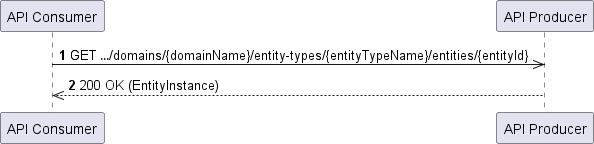 API Consumer API Producer
1 GET .../domains/{domainName}/entity-types/{entityTypeName}/entities/{entityId}
2 200 OK (EntityInstance)
API Consumer API Producer